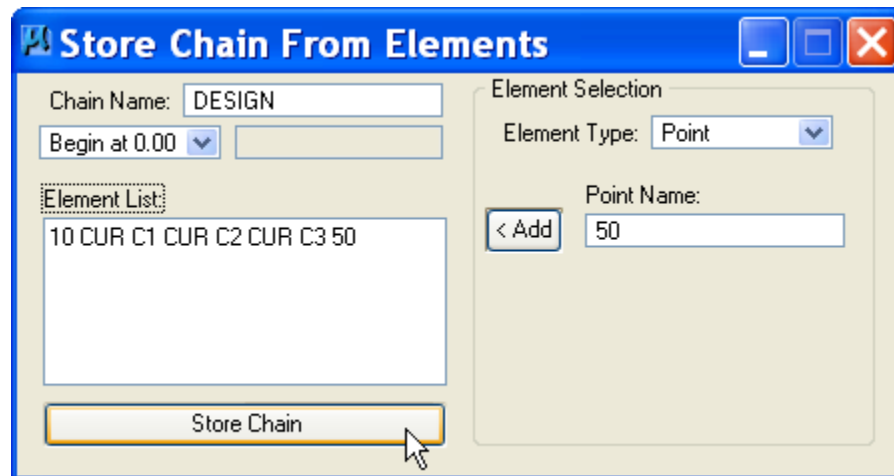 Store Chain From Elements
Chain Name: DESIGN
Begin at 0.00
Element List:
10 CUR C1 CUR C2 CUR C3 50
Store Chain
Element Selection
Element Type: Point
Point Name:
< Add 50